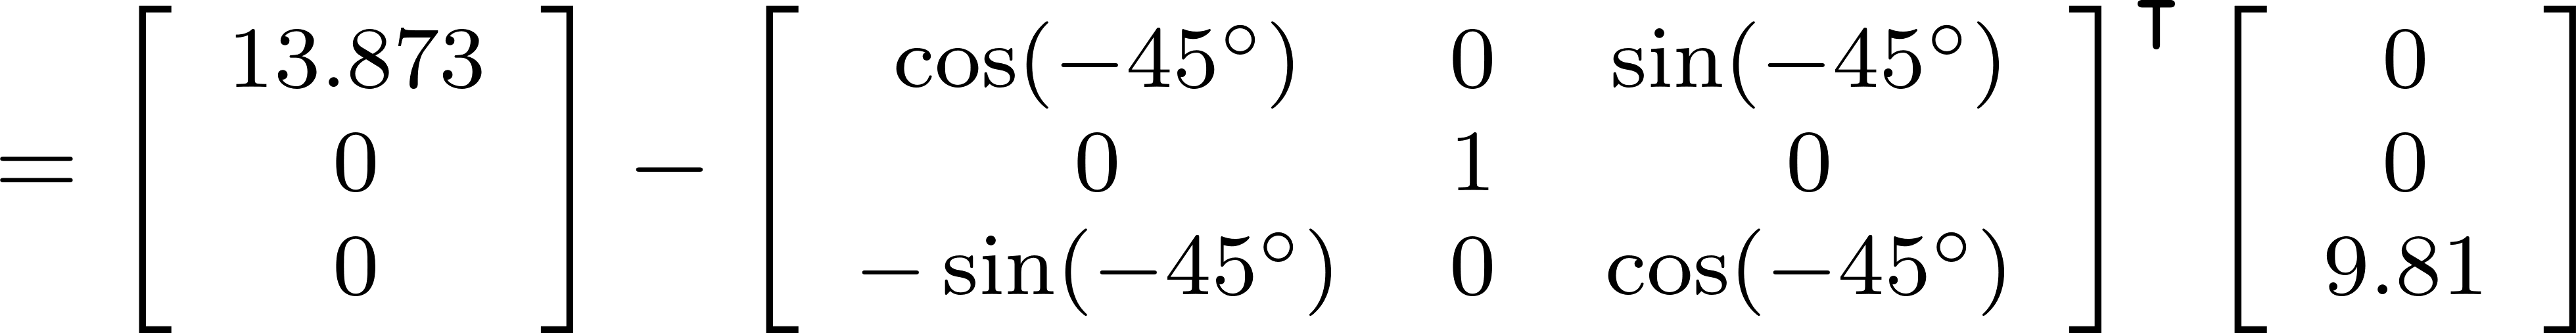 = [ 13.873 ] − [ cos(−45°) 0 sin(−45°) ]⊤ [ 0 ]
[ 0 ] [ 0 1 0 ] [ 0 ]
[ 0 ] [ − sin(−45°) 0 cos(−45°) ] [ 9.81 ]